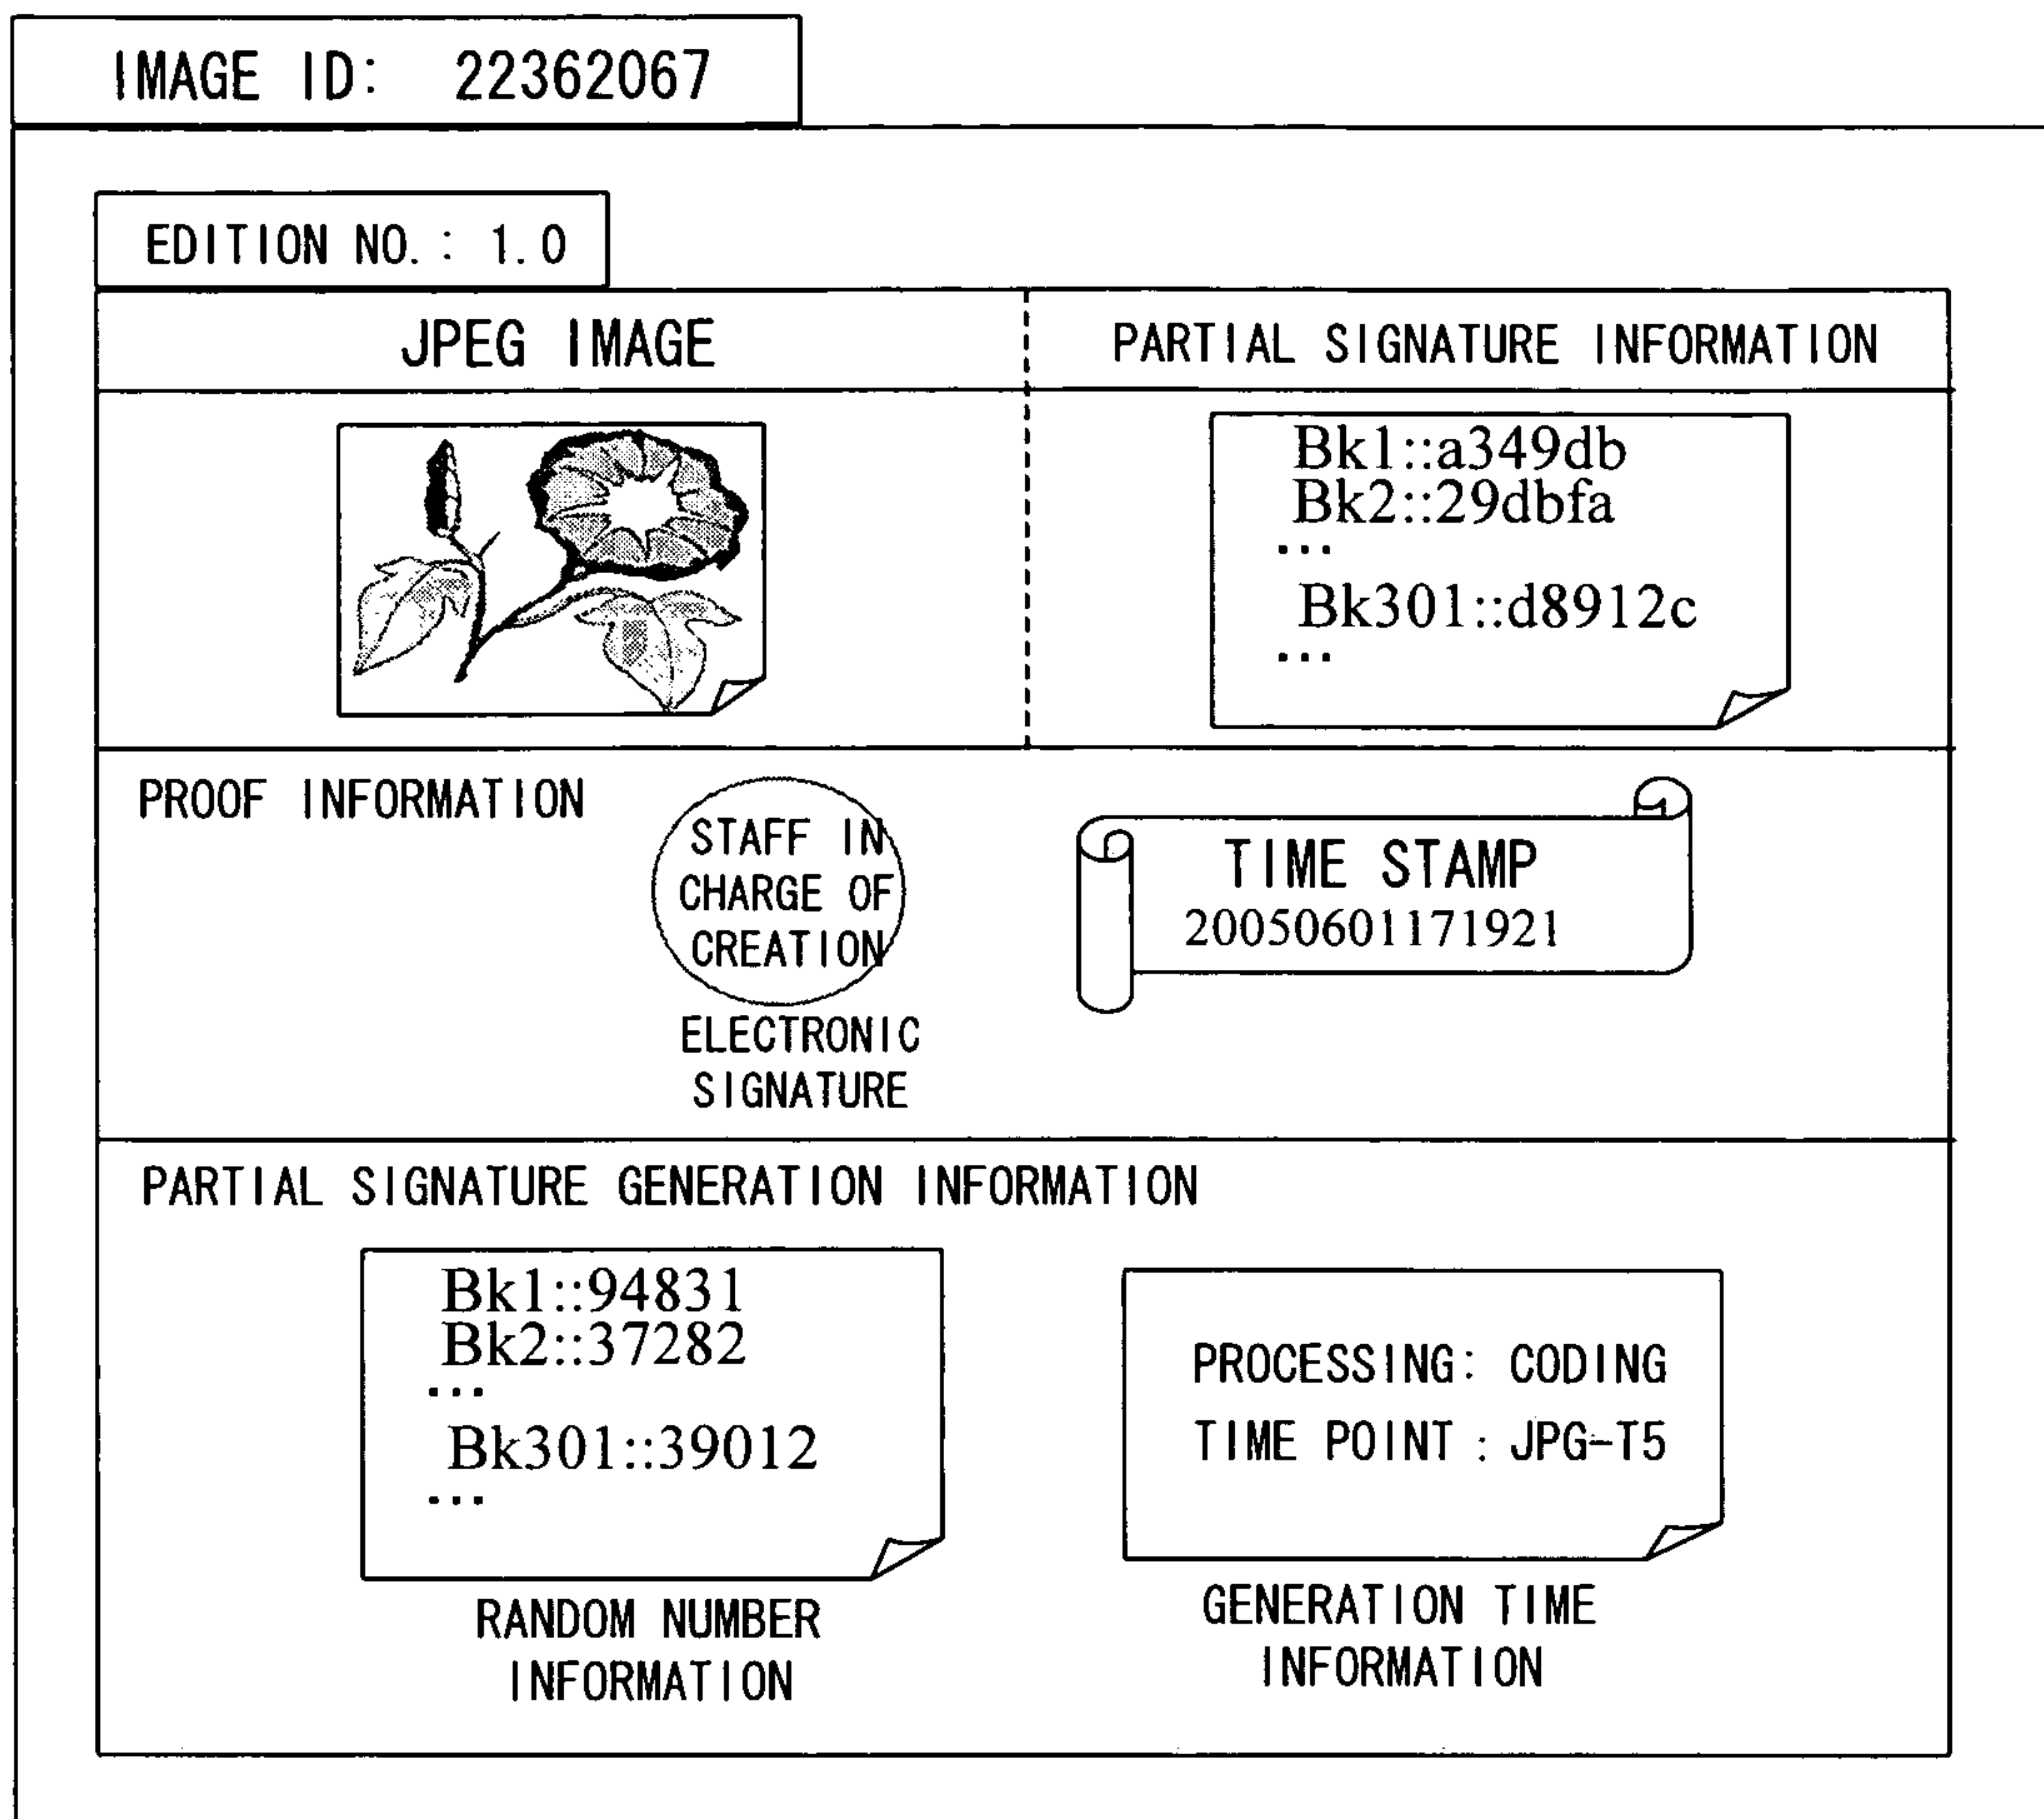 IMAGE ID: 22362067
EDITION NO.: 1.0
JPEG IMAGE
PARTIAL SIGNATURE INFORMATION
Bk1::a349db
Bk2::29dbfa
...
Bk301::d8912c
...
PROOF INFORMATION
STAFF IN
CHARGE OF
CREATION
ELECTRONIC
SIGNATURE
TIME STAMP
20050601171921
PARTIAL SIGNATURE GENERATION INFORMATION
Bk1::94831
Bk2::37282
...
Bk301::39012
...
RANDOM NUMBER
INFORMATION
PROCESSING: CODING
TIME POINT : JPG-T5
GENERATION TIME
INFORMATION